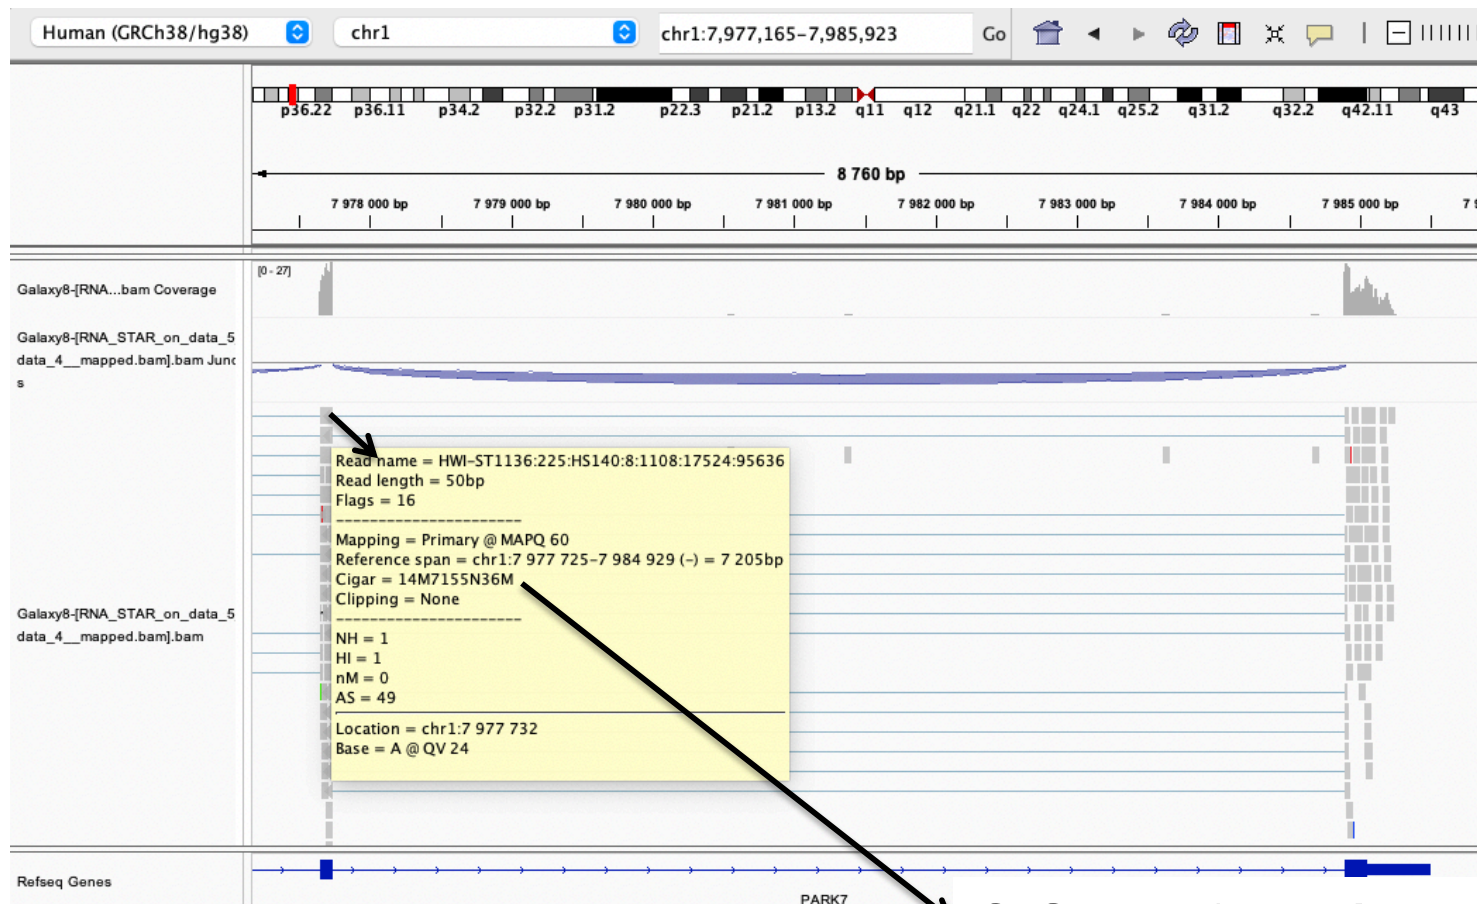 Human (GRCh38/hg38) chr1 chr1:7,977,165-7,985,923 Go
p36.22 p36.11 p34.2 p32.2 p31.2 p22.3 p21.2 p13.2 q11 q12 q21.1 q22 q24.1 q25.2 q31.2 q32.2 q42.11 q43
8 760 bp
7 978 000 bp 7 979 000 bp 7 980 000 bp 7 981 000 bp 7 982 000 bp 7 983 000 bp 7 984 000 bp 7 985 000 bp
[0 - 27]
Galaxy8-[RNA...bam Coverage
Galaxy8-[RNA_STAR_on_data_5
data_4__mapped.bam].bam Junc
s
Read name = HWI-ST1136:225:HS140:8:1108:17524:95636
Read length = 50bp
Flags = 16
----------------------
Mapping = Primary @ MAPQ 60
Reference span = chr1:7 977 725-7 984 929 (-) = 7 205bp
Cigar = 14M7155N36M
Clipping = None
----------------------
NH = 1
HI = 1
nM = 0
AS = 49
Location = chr1:7 977 732
Base = A @ QV 24
Galaxy8-[RNA_STAR_on_data_5
data_4__mapped.bam].bam
Refseq Genes
PARK7